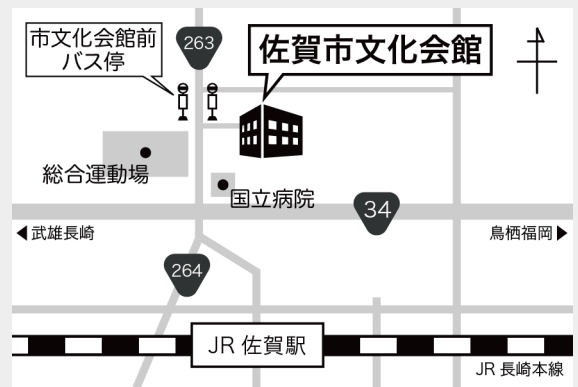 市文化会館前
バス停
263
佐賀市文化会館
総合運動場
国立病院
34
武雄長崎
鳥栖福岡
264
JR 佐賀駅
JR 長崎本線